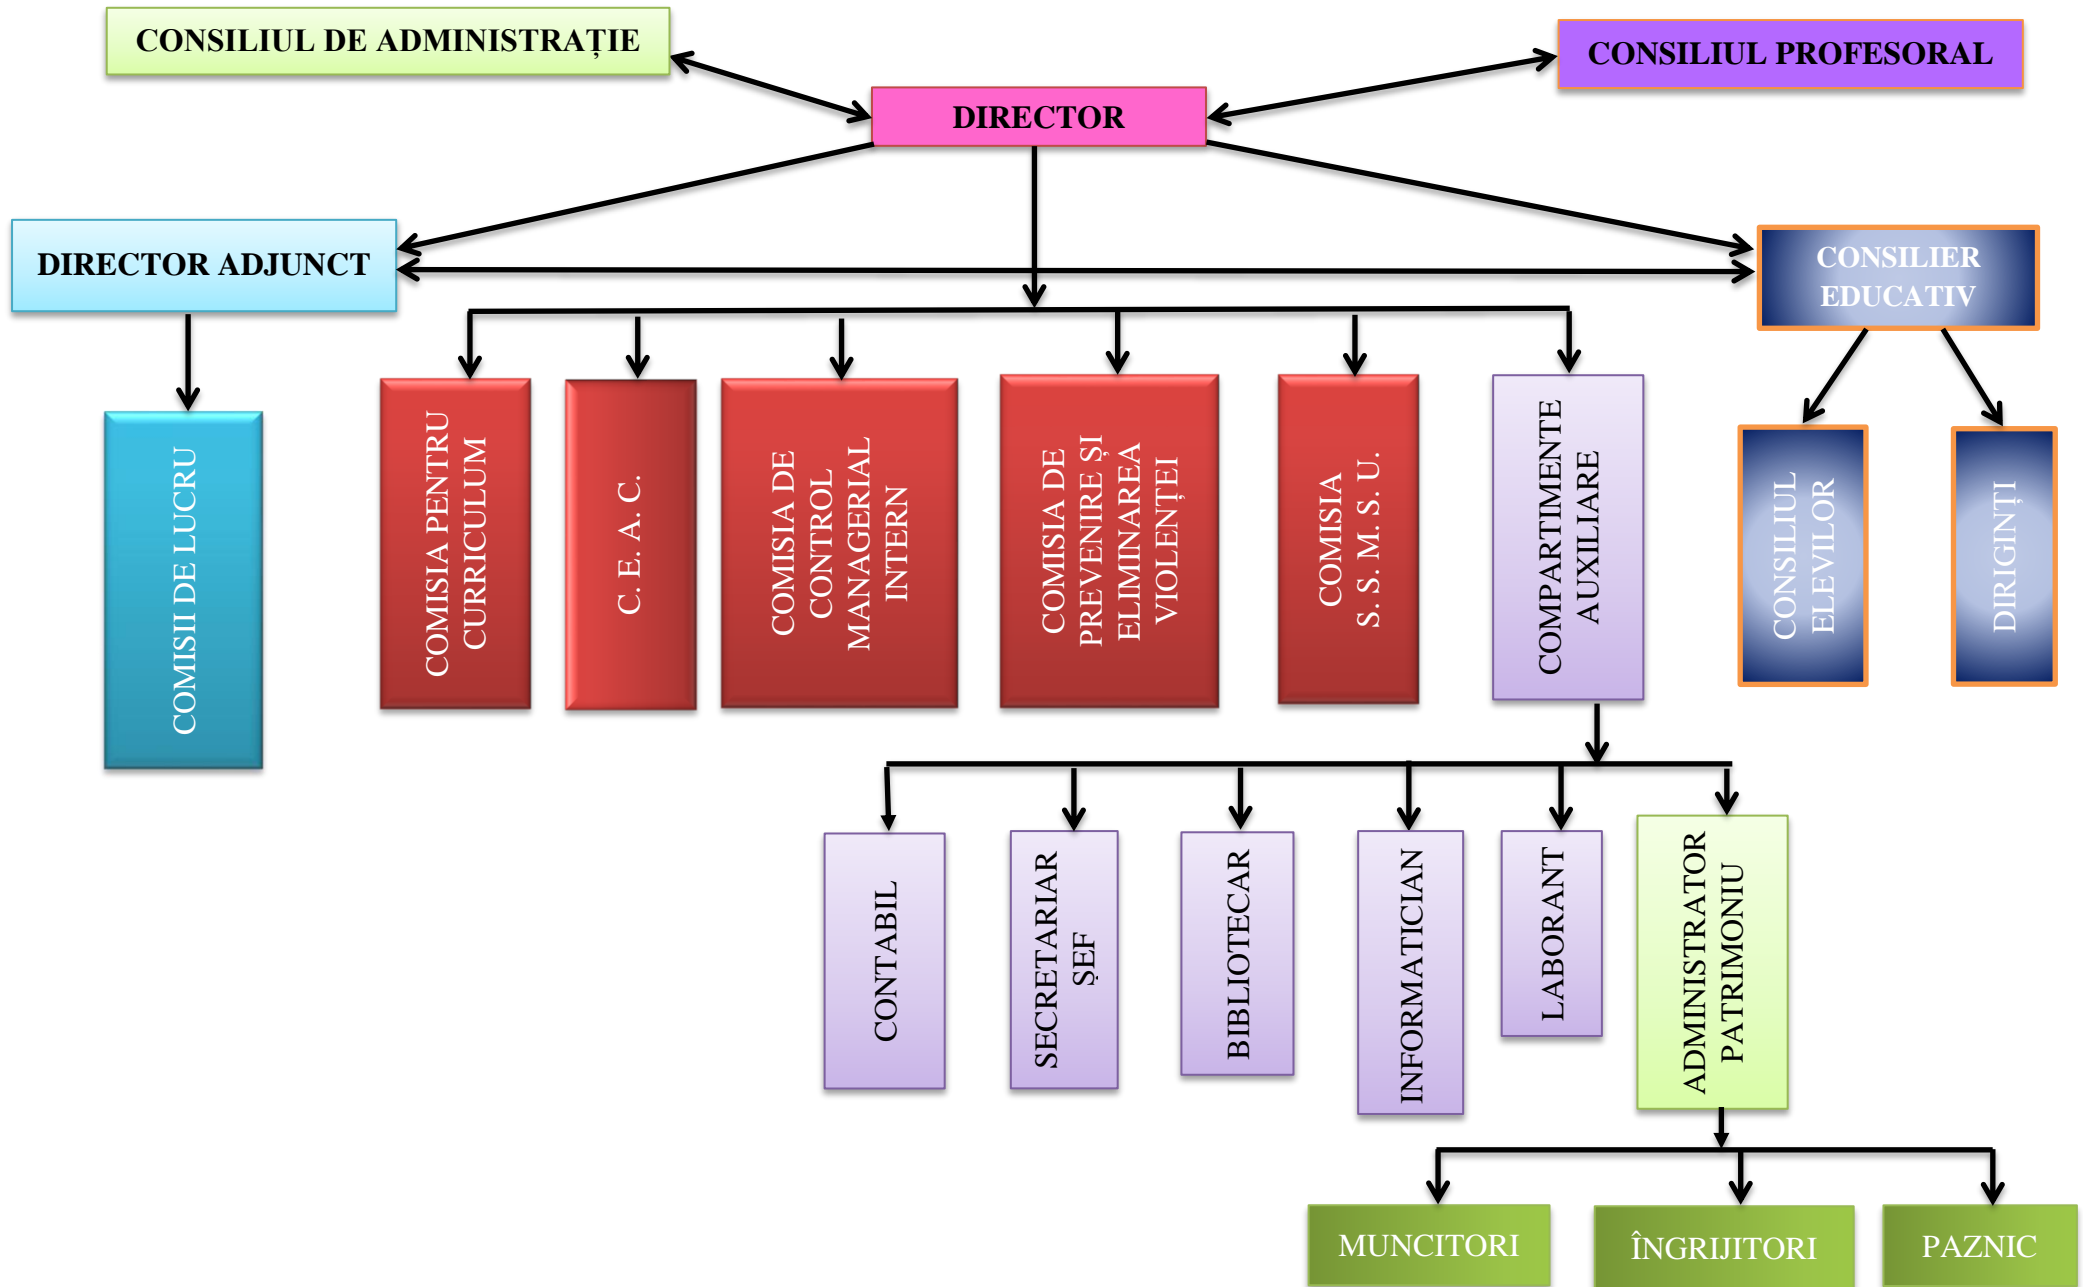 CONSILIUL DE ADMINISTRAȚIE
CONSILIUL PROFESORAL
DIRECTOR
DIRECTOR ADJUNCT
CONSILIER
EDUCATIV
COMISII DE LUCRU
COMISIA PENTRU
CURRICULUM
C. E. A. C.
COMISIA DE
CONTROL
MANAGERIAL
INTERN
COMISIA DE
PREVENIRE ȘI
ELIMINAREA
VIOLENȚEI
COMISIA
S. S. M. S. U.
COMPARTIMENTE
AUXILIARE
CONSILIUL
ELEVILOR
DIRIGINȚI
CONTABIL
SECRETARIAR
ȘEF
BIBLIOTECAR
INFORMATICIAN
LABORANT
ADMINISTRATOR
PATRIMONIU
MUNCITORI
ÎNGRIJITORI
PAZNIC